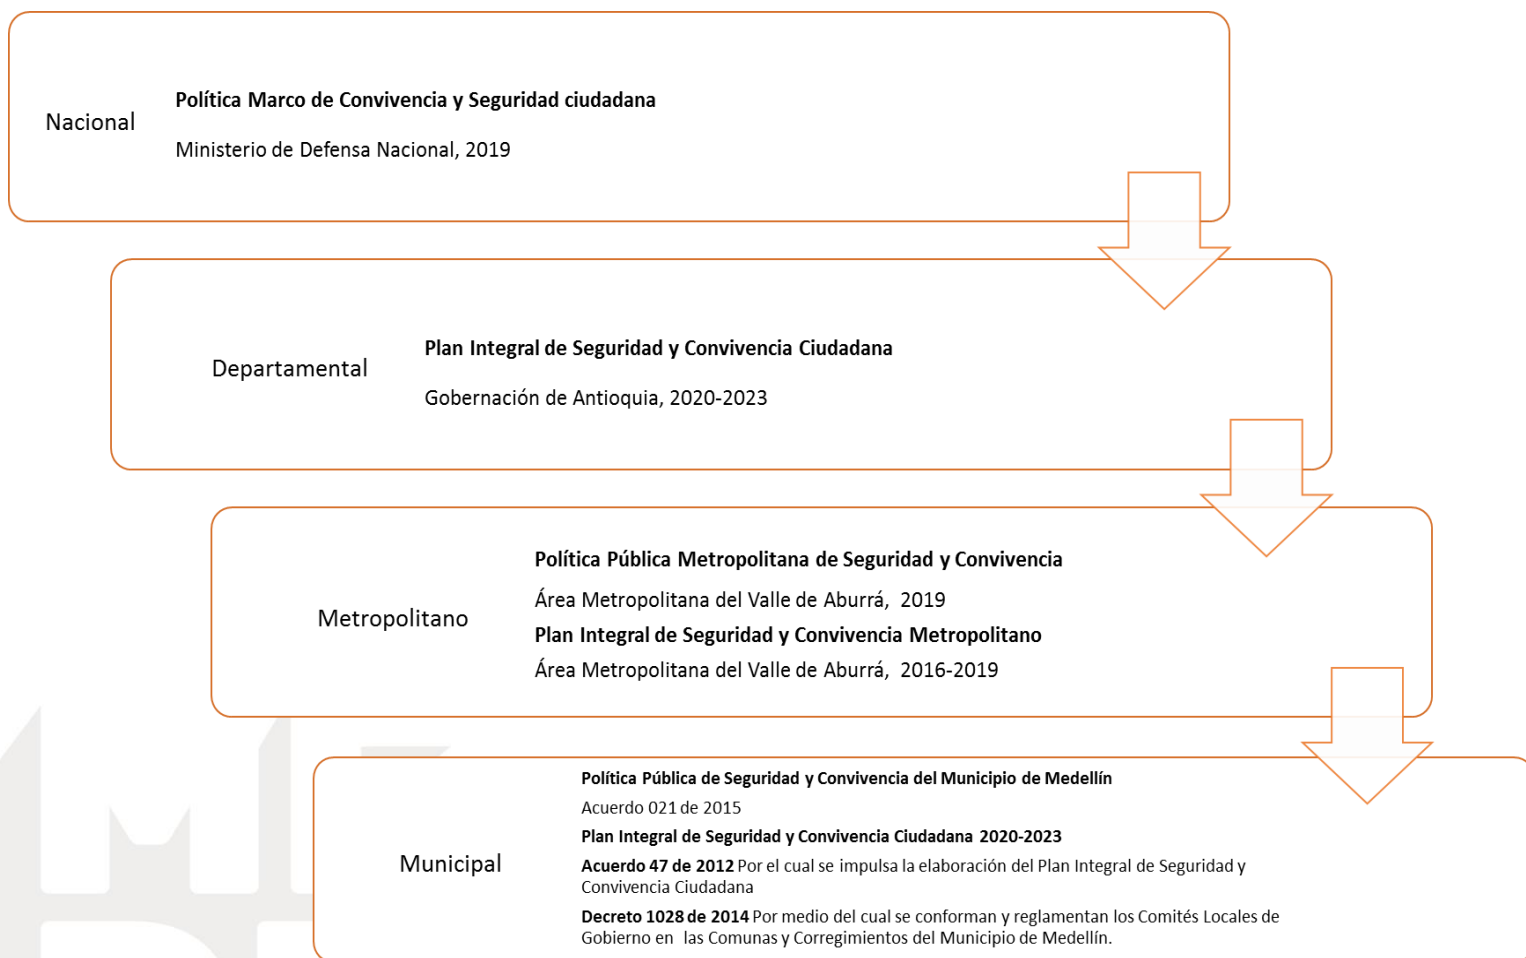 Nacional
Política Marco de Convivencia y Seguridad ciudadana
Ministerio de Defensa Nacional, 2019
Departamental
Plan Integral de Seguridad y Convivencia Ciudadana
Gobernación de Antioquia, 2020-2023
Metropolitano
Política Pública Metropolitana de Seguridad y Convivencia
Área Metropolitana del Valle de Aburrá, 2019
Plan Integral de Seguridad y Convivencia Metropolitano
Área Metropolitana del Valle de Aburrá, 2016-2019
Municipal
Política Pública de Seguridad y Convivencia del Municipio de Medellín
Acuerdo 021 de 2015
Plan Integral de Seguridad y Convivencia Ciudadana 2020-2023
Acuerdo 47 de 2012 Por el cual se impulsa la elaboración del Plan Integral de Seguridad y
Convivencia Ciudadana
Decreto 1028 de 2014 Por medio del cual se conforman y reglamentan los Comités Locales de
Gobierno en las Comunas y Corregimientos del Municipio de Medellín.